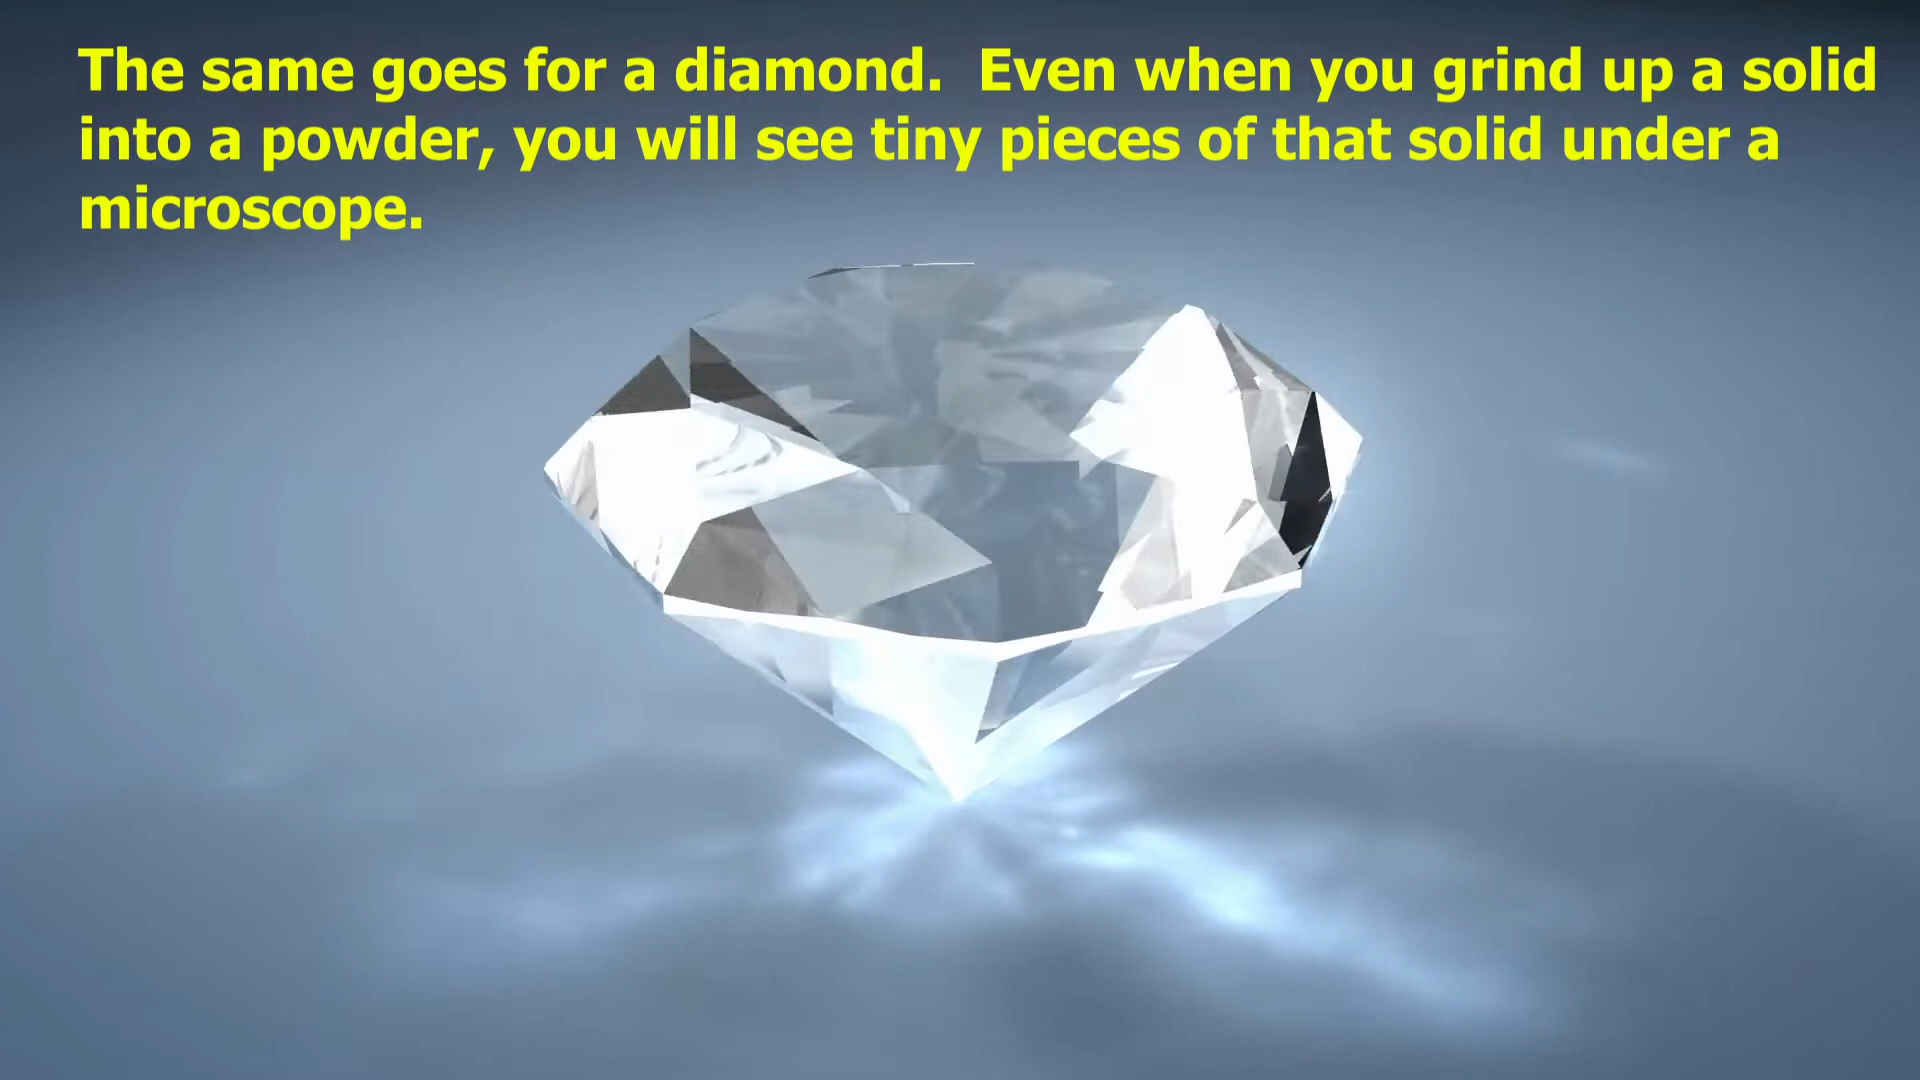 The same goes for a diamond.  Even when you grind up a solid
into a powder, you will see tiny pieces of that solid under a
microscope.